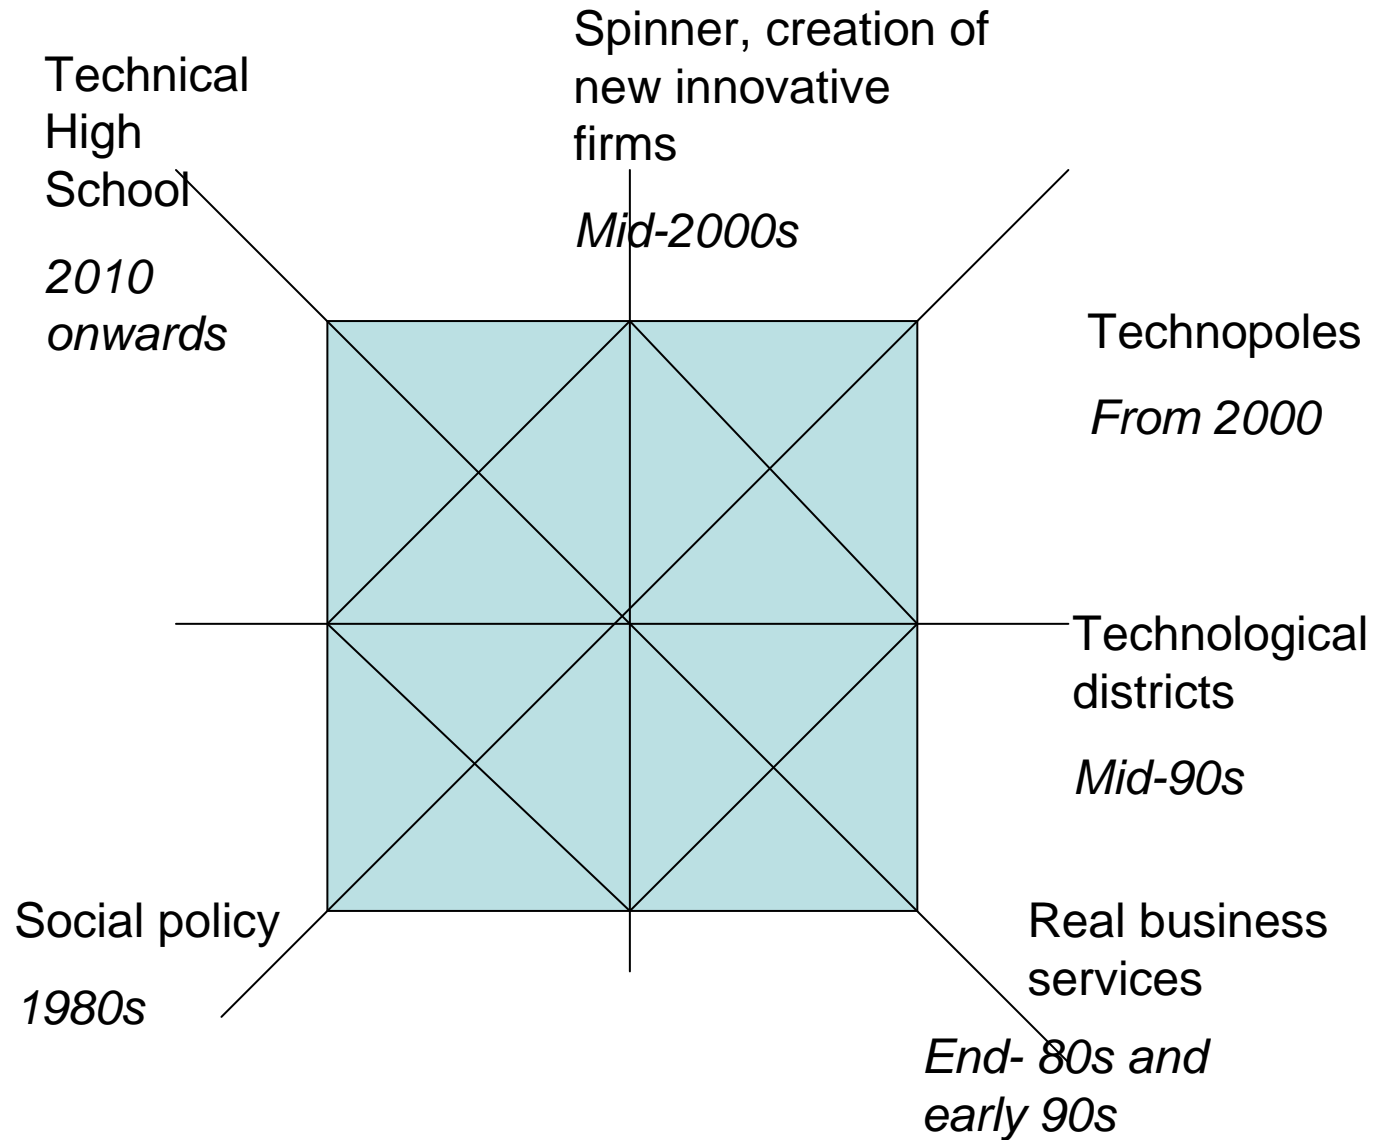 Technical
High
School
2010
onwards
Spinner, creation of
new innovative
firms
Mid-2000s
Technopoles
From 2000
Technological
districts
Mid-90s
Social policy
1980s
Real business
services
End- 80s and
early 90s